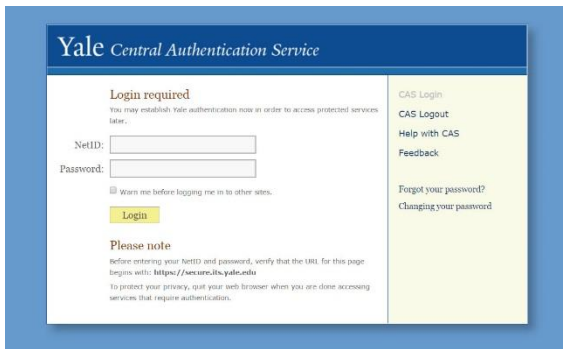 Yale Central Authentication Service
Login required
You may establish Yale authentication now in order to access protected services
later.
NetID:
Password:
Warn me before logging me in to other sites.
Login
Please note
Before entering your NetID and password, verify that the URL for this page
begins with: https://secure.its.yale.edu
To protect your privacy, quit your web browser when you are done accessing
services that require authentication.
CAS Login
CAS Logout
Help with CAS
Feedback
Forgot your password?
Changing your password